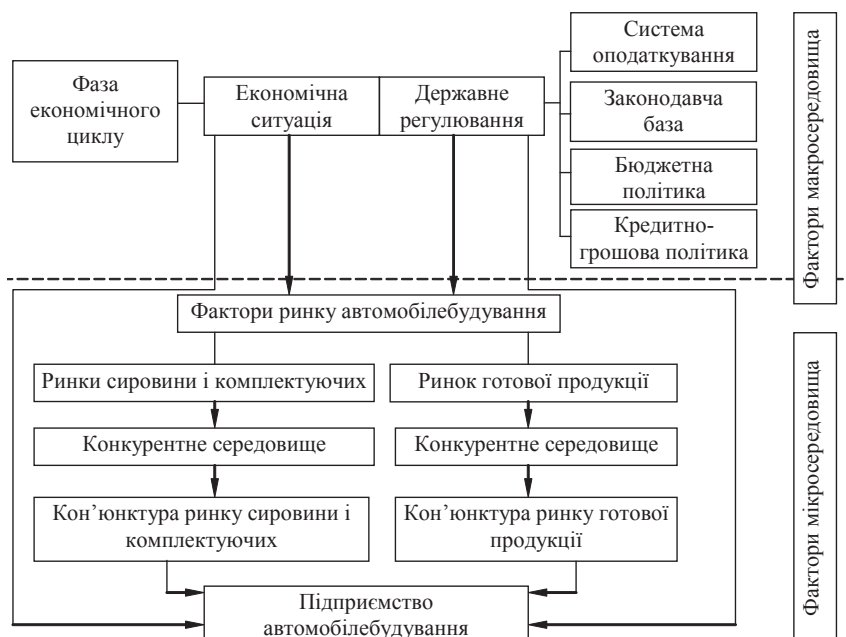 Фаза
економічного
циклу
Економічна
ситуація
Державне
регулювання
Система
оподаткування
Законодавча
база
Бюджетна
політика
Кредитно-
грошова політика
Фактори макросередовища
Фактори ринку автомобілебудування
Ринки сировини і комплектуючих
Ринок готової продукції
Конкурентне середовище
Конкурентне середовище
Кон’юнктура ринку сировини і
комплектуючих
Кон’юнктура ринку готової
продукції
Підприємство
автомобілебудування
Фактори мікросередовища